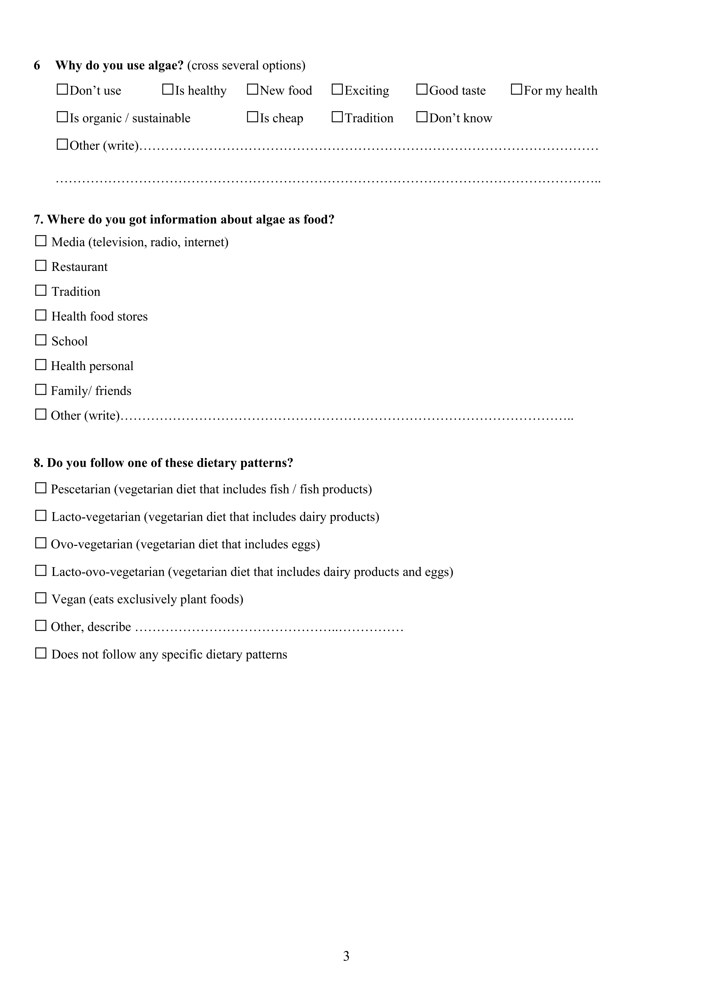 6 Why do you use algae? (cross several options)
☐Don’t use ☐Is healthy ☐New food ☐Exciting ☐Good taste ☐For my health
☐Is organic / sustainable ☐Is cheap ☐Tradition ☐Don’t know
☐Other (write)……………………………………………………………………………………………
……………………………………………………………………………………………………………..
7. Where do you got information about algae as food?
☐ Media (television, radio, internet)
☐ Restaurant
☐ Tradition
☐ Health food stores
☐ School
☐ Health personal
☐ Family/ friends
☐ Other (write)…………………………………………………………………………………………..
8. Do you follow one of these dietary patterns?
☐ Pescetarian (vegetarian diet that includes fish / fish products)
☐ Lacto-vegetarian (vegetarian diet that includes dairy products)
☐ Ovo-vegetarian (vegetarian diet that includes eggs)
☐ Lacto-ovo-vegetarian (vegetarian diet that includes dairy products and eggs)
☐ Vegan (eats exclusively plant foods)
☐ Other, describe ………………………………………..……………
☐ Does not follow any specific dietary patterns
3